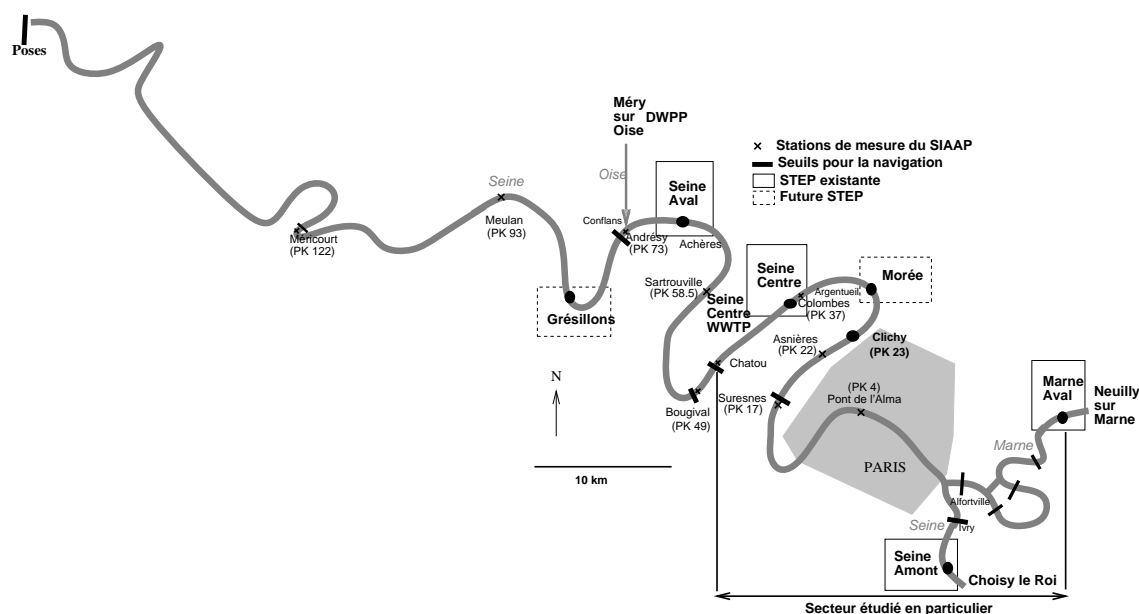 Poses
Méry
sur
Oise
DWPP
Oise
Seine
Meulan
(PK 93)
Méricourt
(PK 122)
Conflans
Andrésy
(PK 73)
Seine
Aval
Achères
Stations de mesure du SIAAP
Seuils pour la navigation
STEP existante
Future STEP
Sartrouville
(PK 58.5)
Seine
Centre
WWTP
Seine
Centre
Argentueil
Colombes
(PK 37)
Morée
Grésillons
Asnières
(PK 22)
Clichy
(PK 23)
Chatou
N
Bougival
(PK 49)
Suresnes
(PK 17)
(PK 4)
Pont de l'Alma
Marne
Aval
Neuilly
sur
Marne
Marne
PARIS
10 km
Alfortville
Seine
Ivry
Seine
Amont
Choisy le Roi
Secteur étudié en particulier